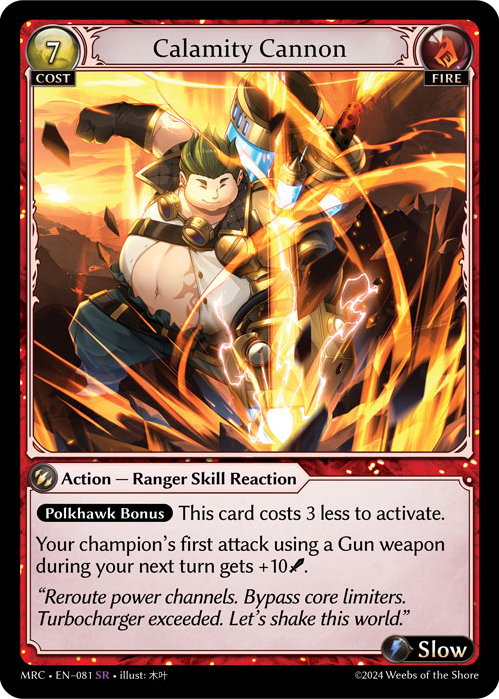 7
COST
Calamity Cannon
FIRE
Action — Ranger Skill Reaction
Polkhawk Bonus This card costs 3 less to activate.
Your champion's first attack using a Gun weapon
during your next turn gets +10.
"Reroute power channels. Bypass core limiters.
Turbocharger exceeded. Let's shake this world."
Slow
MRC • EN–081 SR • illust: 木叶
©2024 Weebs of the Shore